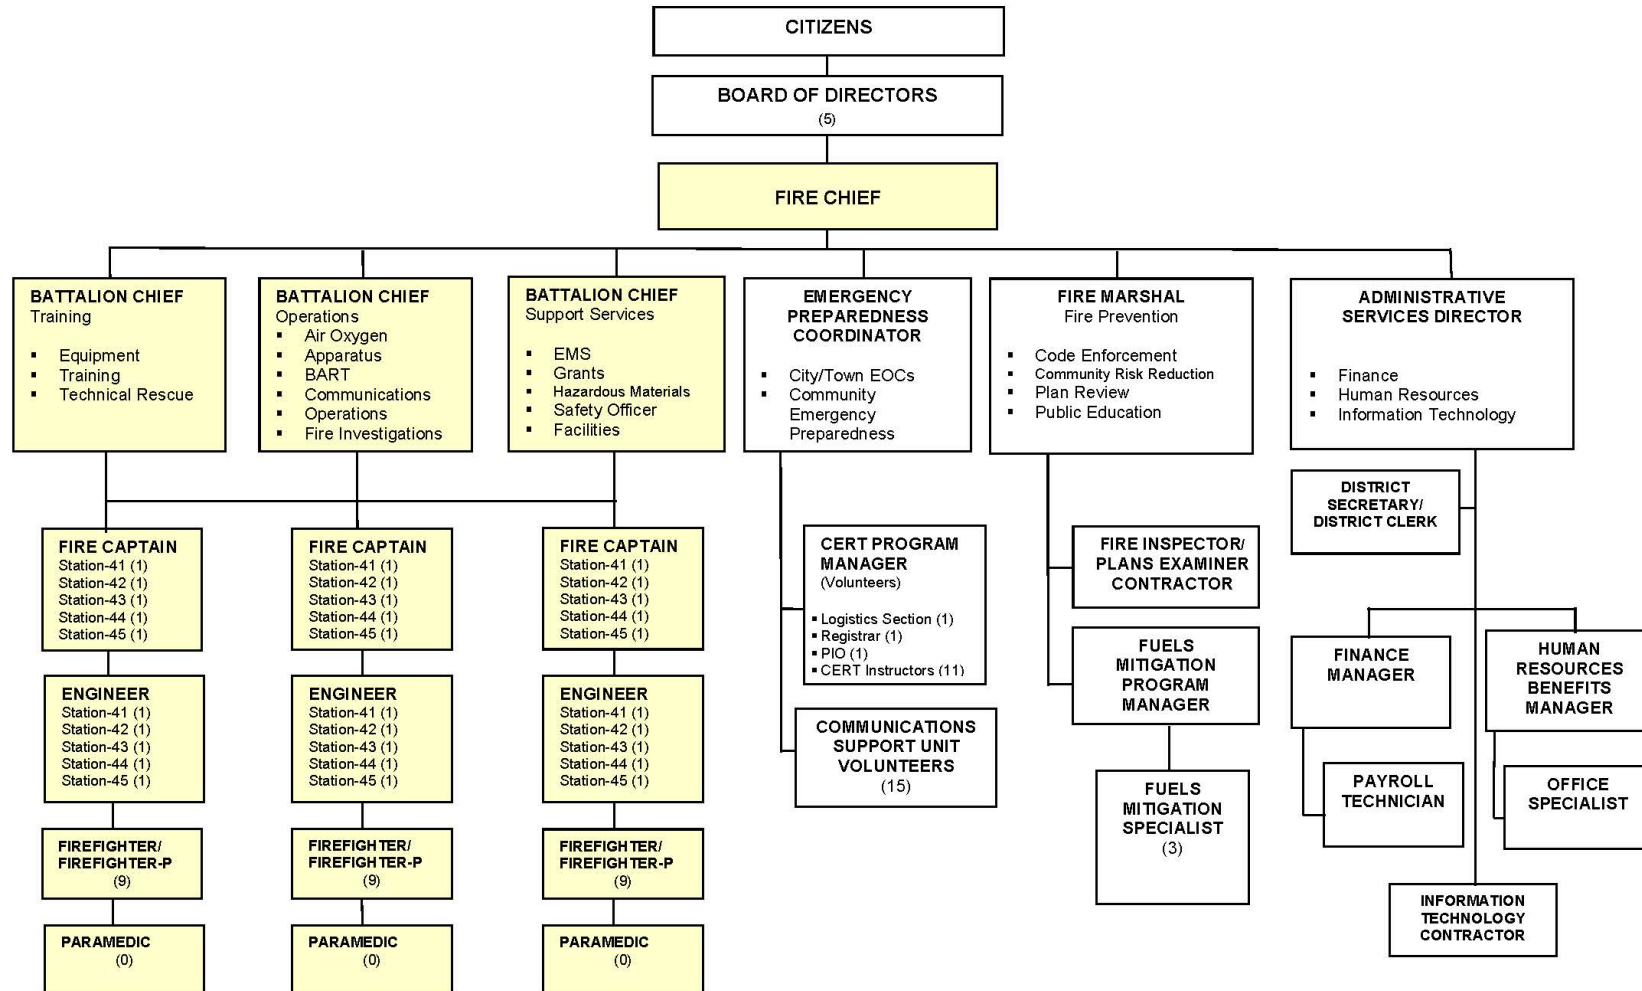 CITIZENS
BOARD OF DIRECTORS
(5)
FIRE CHIEF
BATTALION CHIEF
Training
▪ Equipment
▪ Training
▪ Technical Rescue
BATTALION CHIEF
Operations
▪ Air Oxygen
▪ Apparatus
▪ BART
▪ Communications
▪ Operations
▪ Fire Investigations
BATTALION CHIEF
Support Services
▪ EMS
▪ Grants
▪ Hazardous Materials
▪ Safety Officer
▪ Facilities
EMERGENCY
PREPAREDNESS
COORDINATOR
▪ City/Town EOCs
▪ Community
Emergency
Preparedness
FIRE MARSHAL
Fire Prevention
▪ Code Enforcement
▪ Community Risk Reduction
▪ Plan Review
▪ Public Education
ADMINISTRATIVE
SERVICES DIRECTOR
▪ Finance
▪ Human Resources
▪ Information Technology
FIRE CAPTAIN
Station-41 (1)
Station-42 (1)
Station-43 (1)
Station-44 (1)
Station-45 (1)
FIRE CAPTAIN
Station-41 (1)
Station-42 (1)
Station-43 (1)
Station-44 (1)
Station-45 (1)
FIRE CAPTAIN
Station-41 (1)
Station-42 (1)
Station-43 (1)
Station-44 (1)
Station-45 (1)
ENGINEER
Station-41 (1)
Station-42 (1)
Station-43 (1)
Station-44 (1)
Station-45 (1)
ENGINEER
Station-41 (1)
Station-42 (1)
Station-43 (1)
Station-44 (1)
Station-45 (1)
ENGINEER
Station-41 (1)
Station-42 (1)
Station-43 (1)
Station-44 (1)
Station-45 (1)
FIREFIGHTER/
FIREFIGHTER-P
(9)
FIREFIGHTER/
FIREFIGHTER-P
(9)
FIREFIGHTER/
FIREFIGHTER-P
(9)
PARAMEDIC
(0)
PARAMEDIC
(0)
PARAMEDIC
(0)
CERT PROGRAM
MANAGER
(Volunteers)
▪ Logistics Section (1)
▪ Registrar (1)
▪ PIO (1)
▪ CERT Instructors (11)
COMMUNICATIONS
SUPPORT UNIT
VOLUNTEERS
(15)
FIRE INSPECTOR/
PLANS EXAMINER
CONTRACTOR
FUELS
MITIGATION
PROGRAM
MANAGER
FUELS
MITIGATION
SPECIALIST
(3)
DISTRICT
SECRETARY/
DISTRICT CLERK
FINANCE
MANAGER
HUMAN
RESOURCES
BENEFITS
MANAGER
PAYROLL
TECHNICIAN
OFFICE
SPECIALIST
INFORMATION
TECHNOLOGY
CONTRACTOR